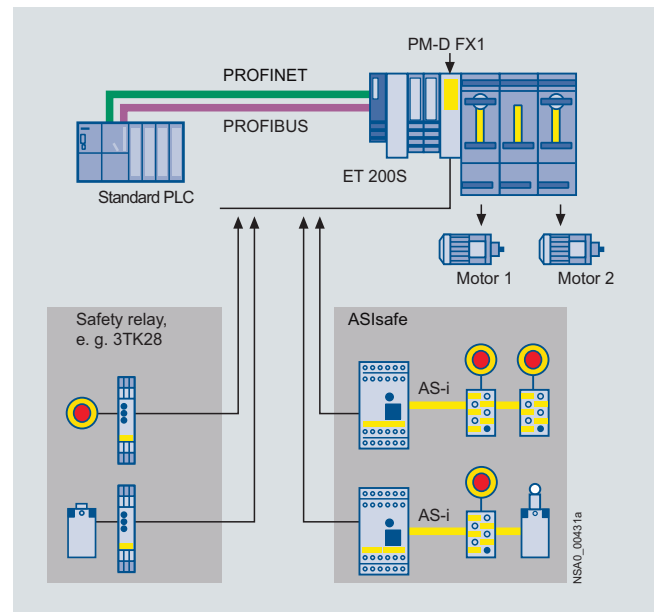 PM-D FX1
PROFINET
PROFIBUS
ET 200S
Standard PLC
Motor 1
Motor 2
Safety relay,
e. g. 3TK28
ASIsafe
AS-i
AS-i
NSA0_00431a